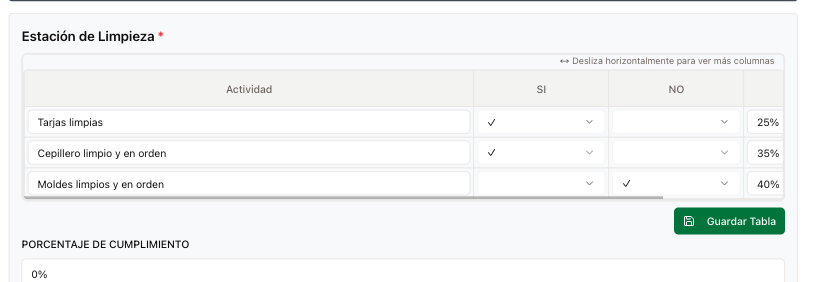 Estación de Limpieza *
↔ Desliza horizontalmente para ver más columnas
Actividad SI NO
Tarjas limpias ✓ 25%
Cepillero limpio y en orden ✓ 35%
Moldes limpios y en orden ✓ 40%
Guardar Tabla
PORCENTAJE DE CUMPLIMIENTO
0%